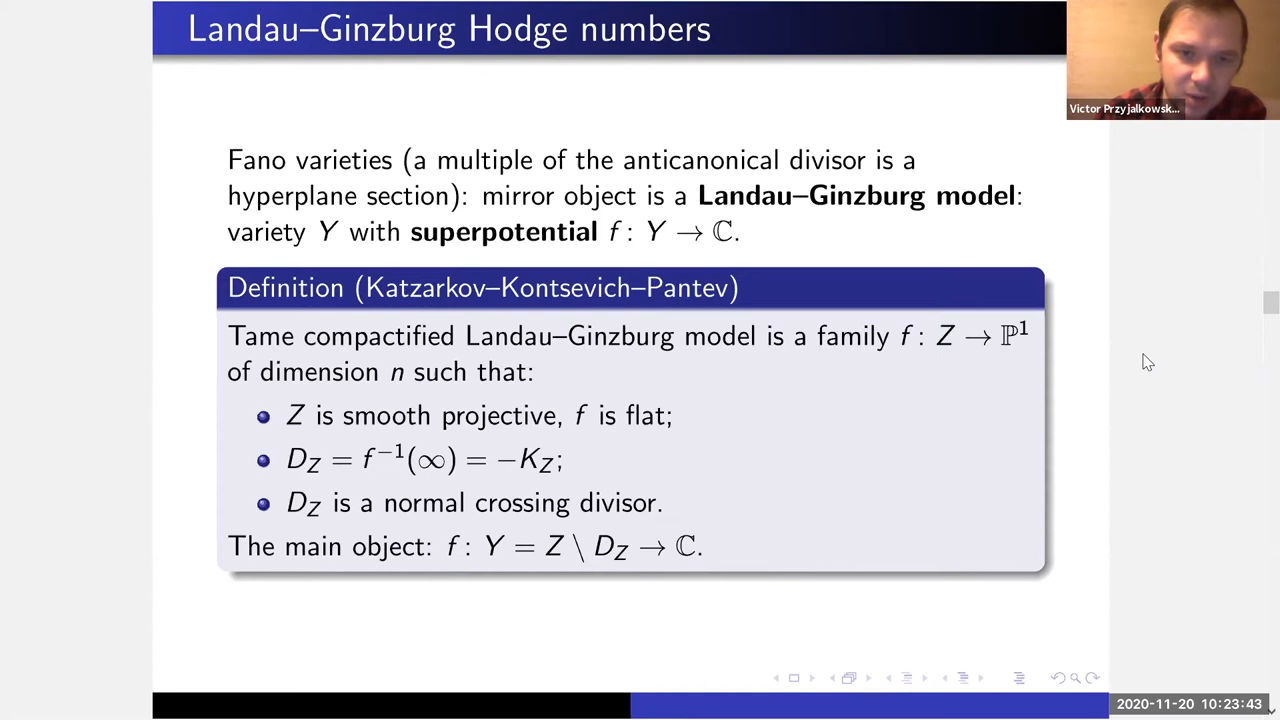 Landau–Ginzburg Hodge numbers
Victor Przyjalkowsk...
Fano varieties (a multiple of the anticanonical divisor is a
hyperplane section): mirror object is a Landau–Ginzburg model:
variety Y with superpotential f : Y → ℂ.
Definition (Katzarkov–Kontsevich–Pantev)
Tame compactified Landau–Ginzburg model is a family f : Z → ℙ¹
of dimension n such that:
Z is smooth projective, f is flat;
D_Z = f⁻¹(∞) = −K_Z;
D_Z is a normal crossing divisor.
The main object: f : Y = Z \ D_Z → ℂ.
2020-11-20 10:23:43